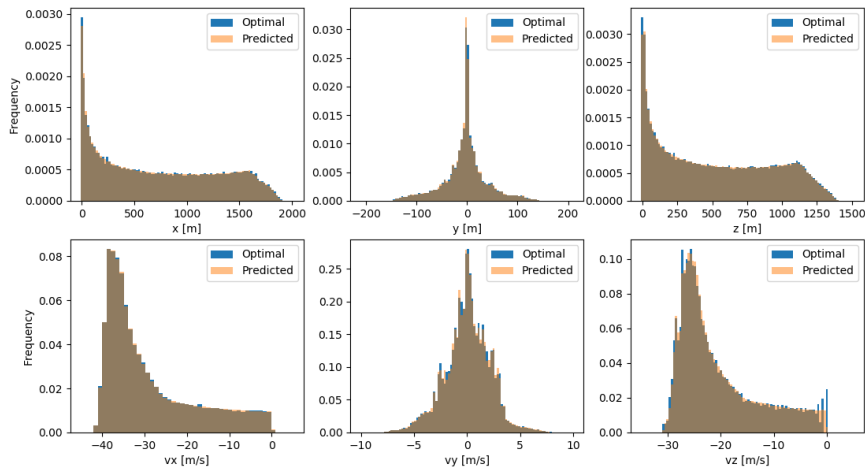 0.0030
0.0025
0.0020
0.0015
0.0010
0.0005
0.0000
Frequency
Optimal
Predicted
0 500 1000 1500 2000
x [m]
0.030
0.025
0.020
0.015
0.010
0.005
0.000
Optimal
Predicted
−200 −100 0 100 200
y [m]
0.0030
0.0025
0.0020
0.0015
0.0010
0.0005
0.0000
Optimal
Predicted
0 250 500 750 1000 1250 1500
z [m]
0.08
0.06
0.04
0.02
0.00
Frequency
Optimal
Predicted
−40 −30 −20 −10 0
vx [m/s]
0.25
0.20
0.15
0.10
0.05
0.00
Optimal
Predicted
−10 −5 0 5 10
vy [m/s]
0.10
0.08
0.06
0.04
0.02
0.00
Optimal
Predicted
−30 −20 −10 0
vz [m/s]